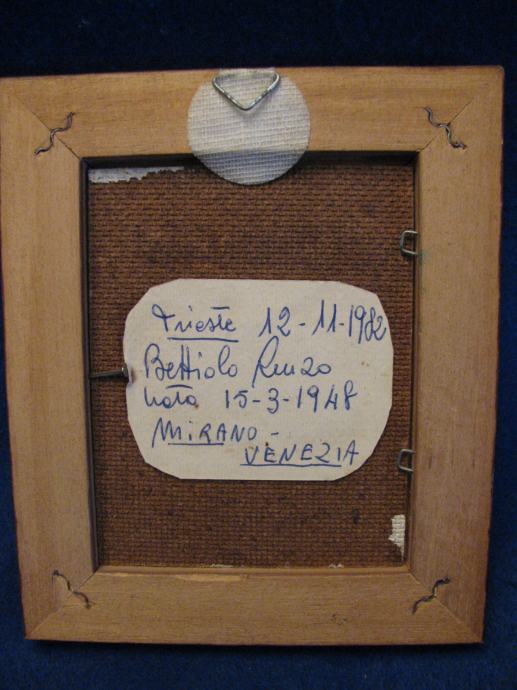 Trieste 12-11-1982
Bettiolo Renzo
nato 15-3-1948
MIRANO-
VENEZIA